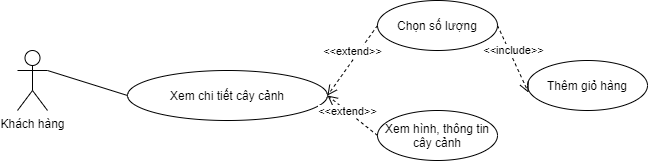 Chọn số lượng
<<extend>>
<<include>>
Xem chi tiết cây cảnh
Thêm giỏ hàng
<<extend>>
Khách hàng
Xem hình, thông tin
cây cảnh